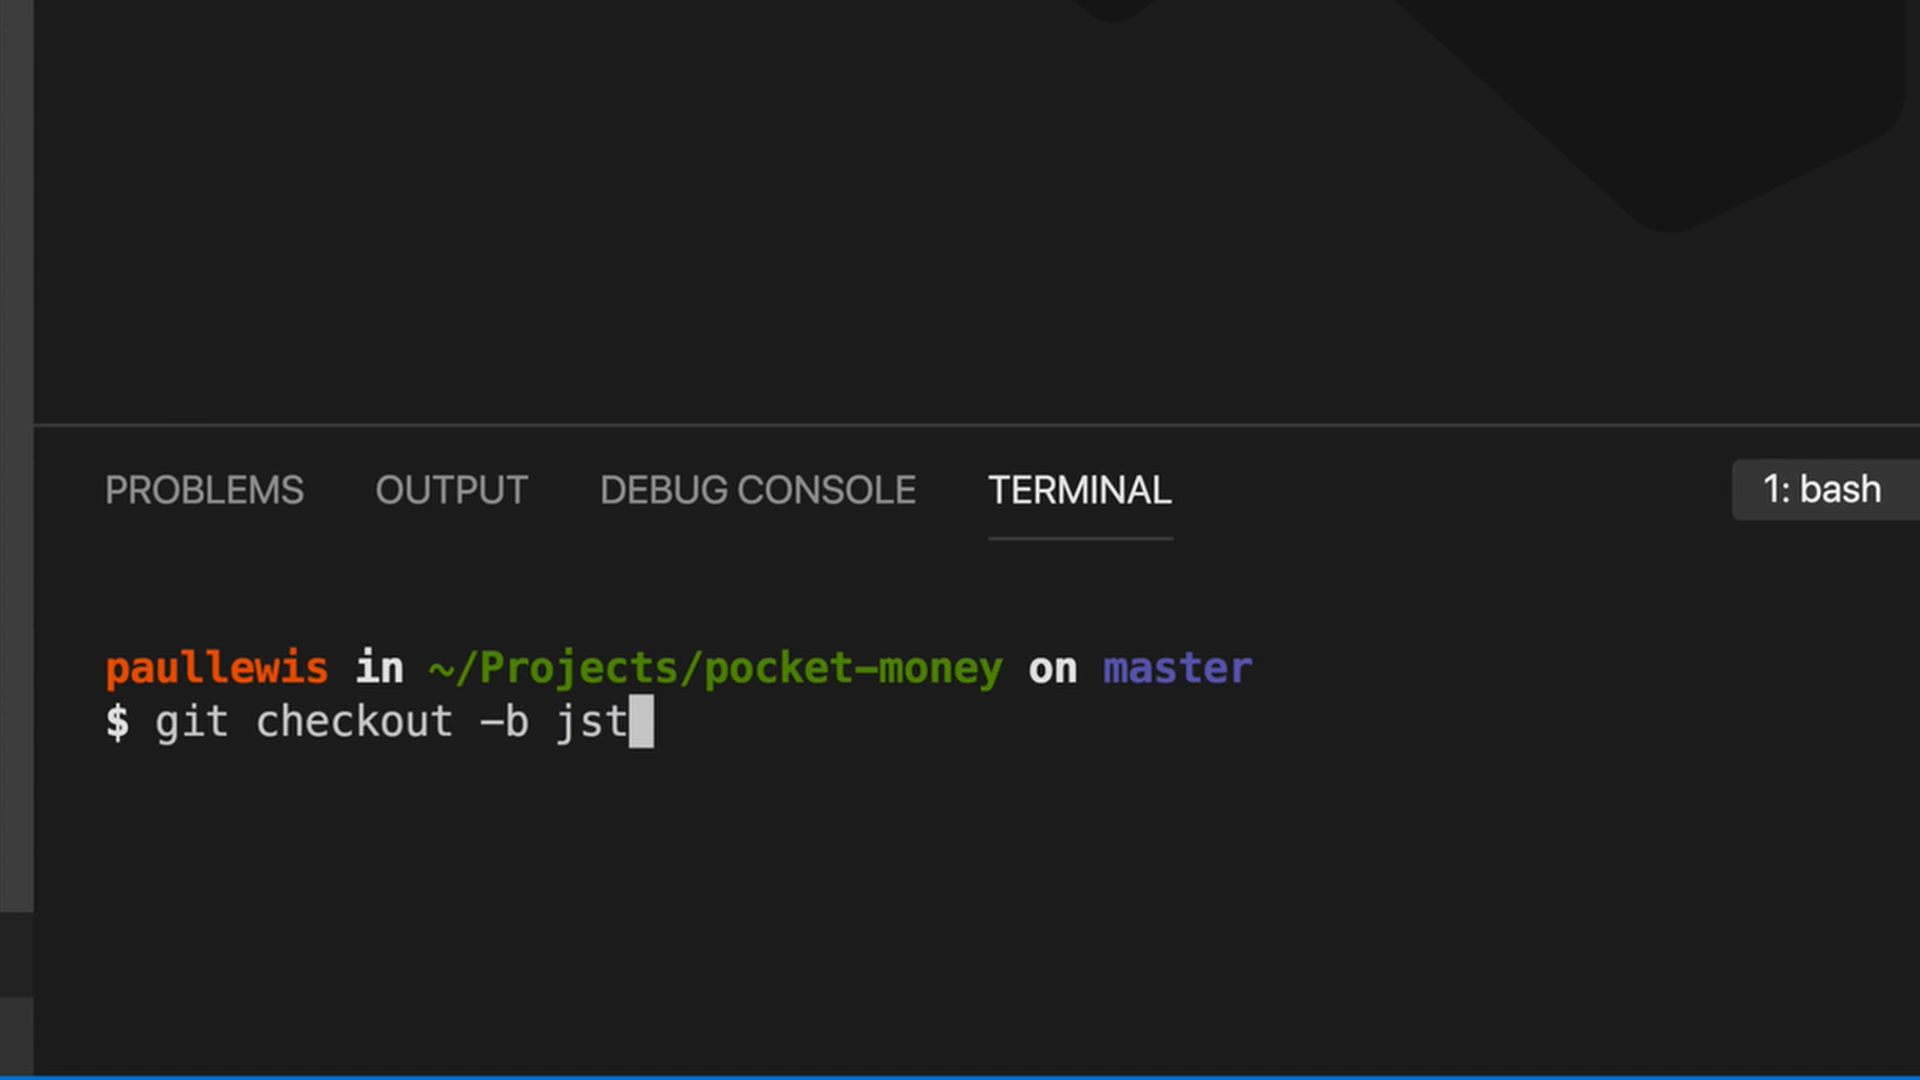 PROBLEMS OUTPUT DEBUG CONSOLE TERMINAL 1: bash
paullewis in ~/Projects/pocket-money on master
$ git checkout -b jst